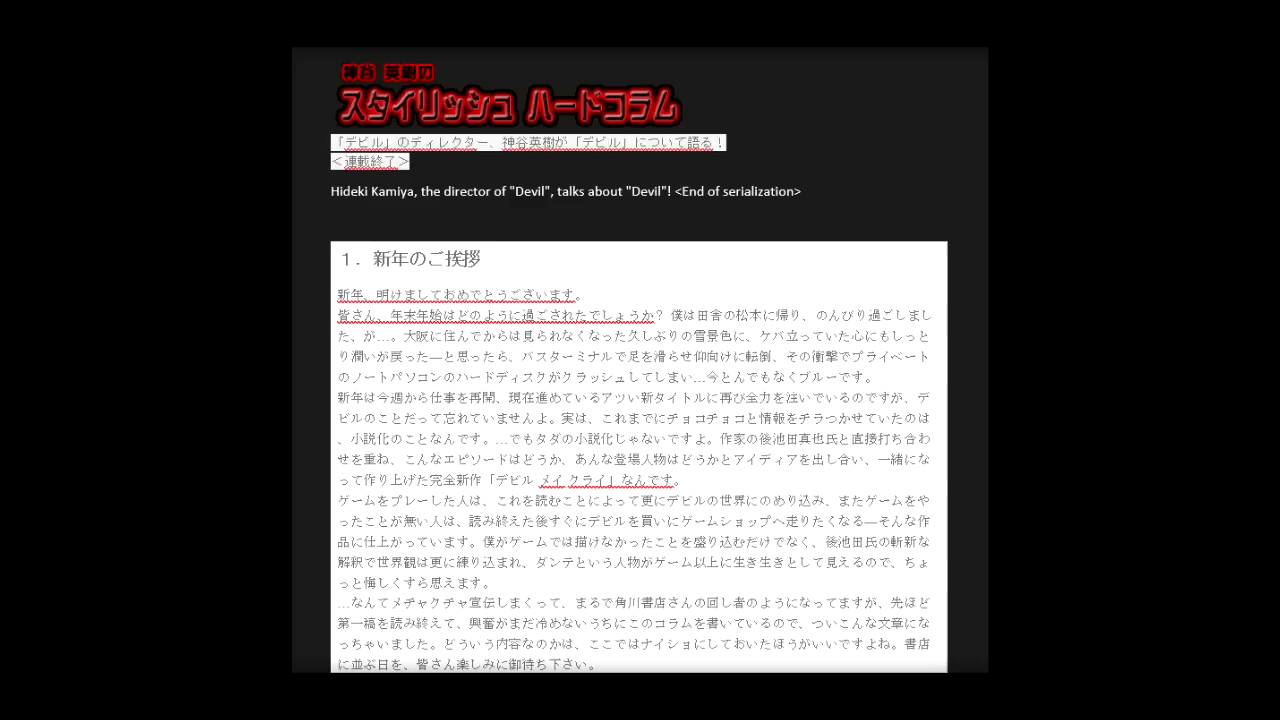 神谷 英樹の
スタイリッシュ ハードコラム
「デビル」のディレクター、神谷英樹が「デビル」について語る！
＜連載終了＞
Hideki Kamiya, the director of "Devil", talks about "Devil"! <End of serialization>
１．新年のご挨拶
新年、明けましておめでとうございます。
皆さん、年末年始はどのように過ごされたでしょうか？ 僕は田舎の松本に帰り、のんびり過ごしまし
た、が…。大阪に住んでからは見られなくなった久しぶりの雪景色に、ケバ立っていた心にもしっと
り潤いが戻った―と思ったら、バスターミナルで足を滑らせ仰向けに転倒、その衝撃でプライベート
のノートパソコンのハードディスクがクラッシュしてしまい…今とんでもなくブルーです。
新年は今週から仕事を再開、現在進めているアツい新タイトルに再び全力を注いでいるのですが、デ
ビルのことだって忘れていませんよ。実は、これまでにチョコチョコと情報をチラつかせていたのは
、小説化のことなんです。…でもタダの小説化じゃないですよ。作家の後池田真也氏と直接打ち合わ
せを重ね、こんなエピソードはどうか、あんな登場人物はどうかとアイディアを出し合い、一緒にな
って作り上げた完全新作「デビル メイ クライ」なんです。
ゲームをプレーした人は、これを読むことによって更にデビルの世界にのめり込み、またゲームをや
ったことが無い人は、読み終えた後すぐにデビルを買いにゲームショップへ走りたくなる―そんな作
品に仕上がっています。僕がゲームでは描けなかったことを盛り込むだけでなく、後池田氏の斬新な
解釈で世界観は更に練り込まれ、ダンテという人物がゲーム以上に生き生きとして見えるので、ちょ
っと悔しくすら思えます。
…なんてメチャクチャ宣伝しまくって、まるで角川書店さんの回し者のようになってますが、先ほど
第一稿を読み終えて、興奮がまだ冷めないうちにこのコラムを書いているので、ついこんな文章にな
っちゃいました。どういう内容なのかは、ここではナイショにしておいたほうがいいですよね。書店
に並ぶ日を、皆さん楽しみに御待ち下さい。